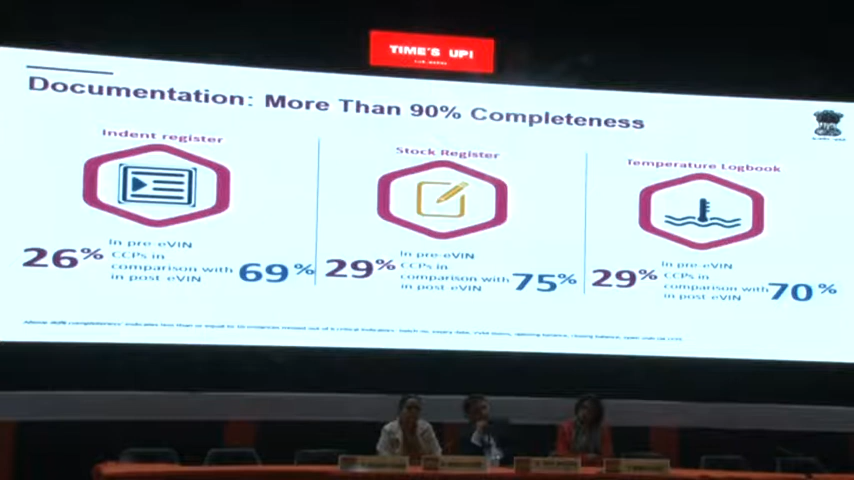 TIME'S UP!
Documentation: More Than 90% Completeness
Indent register
26%
In pre-eVIN
CCPs in
comparison with
in post eVIN
69%
Stock Register
29%
In pre-eVIN
CCPs in
comparison with
in post-eVIN
75%
Temperature Logbook
29%
In pre-eVIN
CCPs in
comparison with
in post eVIN
70%